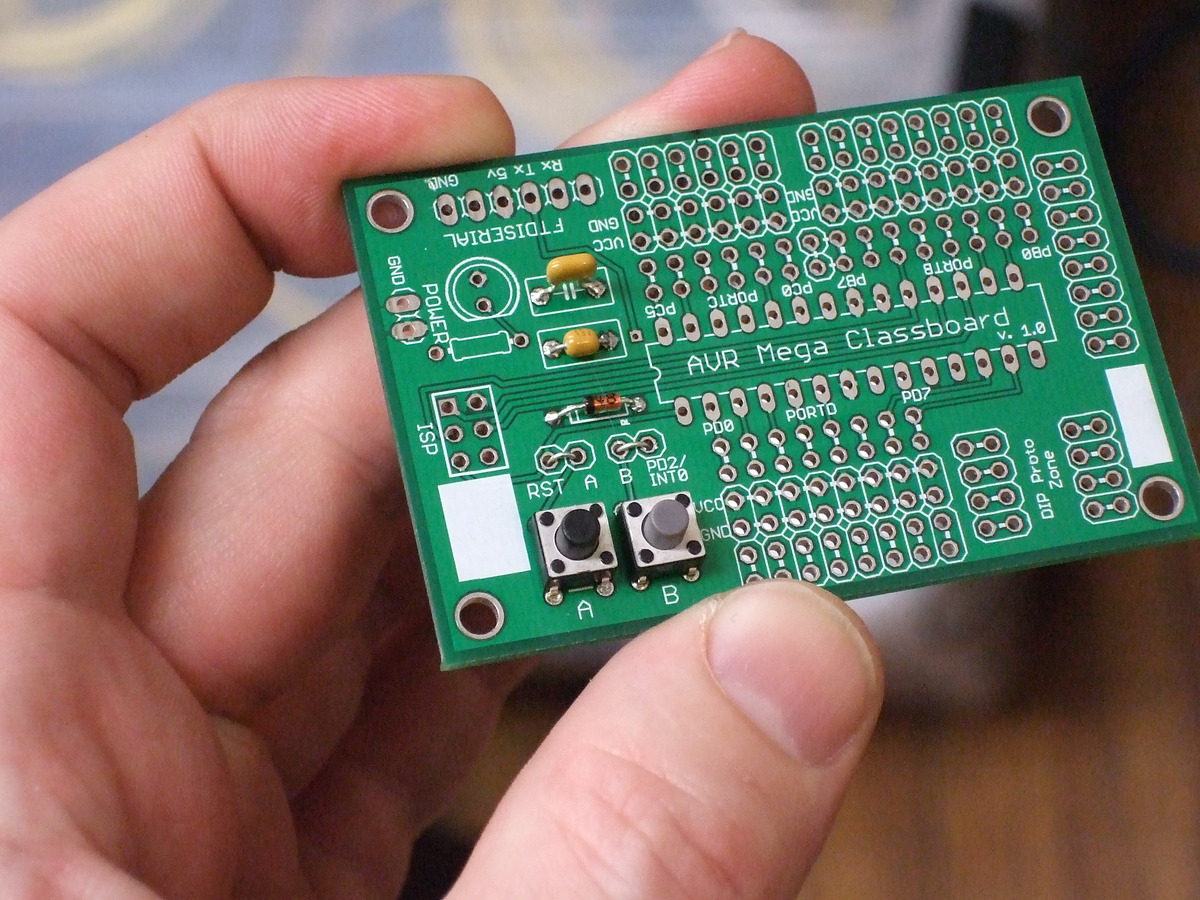 GND 5v Tx Rx
FTDISERIAL
GND
POWER
ISP
GND
VCC
GND
VCC
PC5
PORTC
PC0
PB7
PORTB
PB0
AVR Mega Classboard
v. 1.0
PD0
PORTD
PD7
RST A
B PD2/
INT0
VCC
GND
DIP Proto
Zone
A
B